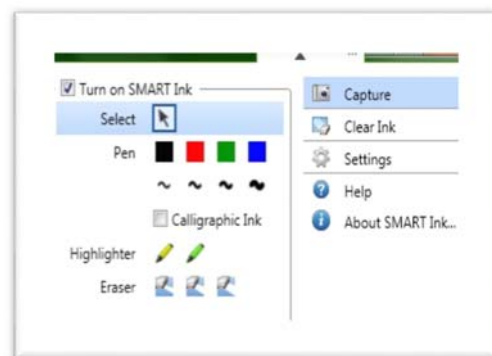 Turn on SMART Ink
Select
Pen
Calligraphic Ink
Highlighter
Eraser
Capture
Clear Ink
Settings
Help
About SMART Ink...